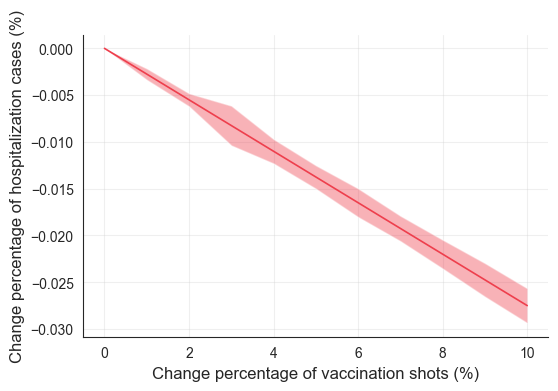 Change percentage of hospitalization cases (%)
0.000
−0.005
−0.010
−0.015
−0.020
−0.025
−0.030
0 2 4 6 8 10
Change percentage of vaccination shots (%)